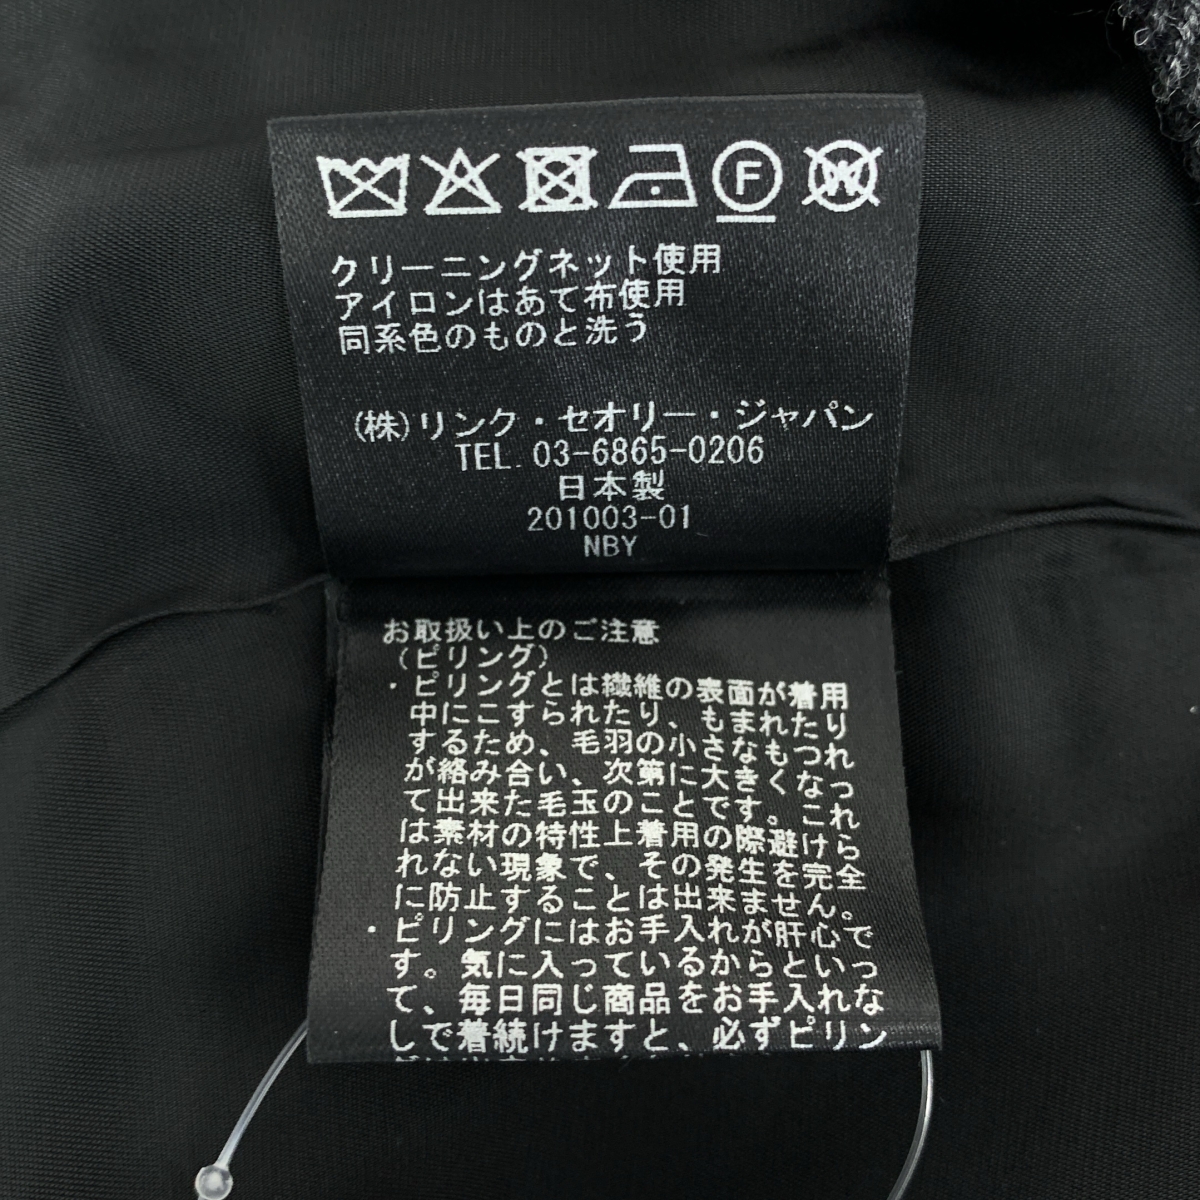 F
W
クリーニングネット使用
アイロンはあて布使用
同系色のものと洗う
(株)リンク・セオリー・ジャパン
TEL. 03-6865-0206
日本製
201003-01
NBY
お取扱い上のご注意
(ピリング)
・ピリングとは繊維の表面が着用
中にこすられたり、もまれたり
するため、毛羽の小さなもつれ
が絡み合い、次第に大きくなっ
て出来た毛玉のことです。これ
は素材の特性上着用の際避けら
れない現象で、その発生を完全
に防止することは出来ません。
・ピリングにはお手入れが肝心で
す。気に入っているからといっ
て、毎日同じ商品をお手入れな
しで着続けますと、必ずピリン